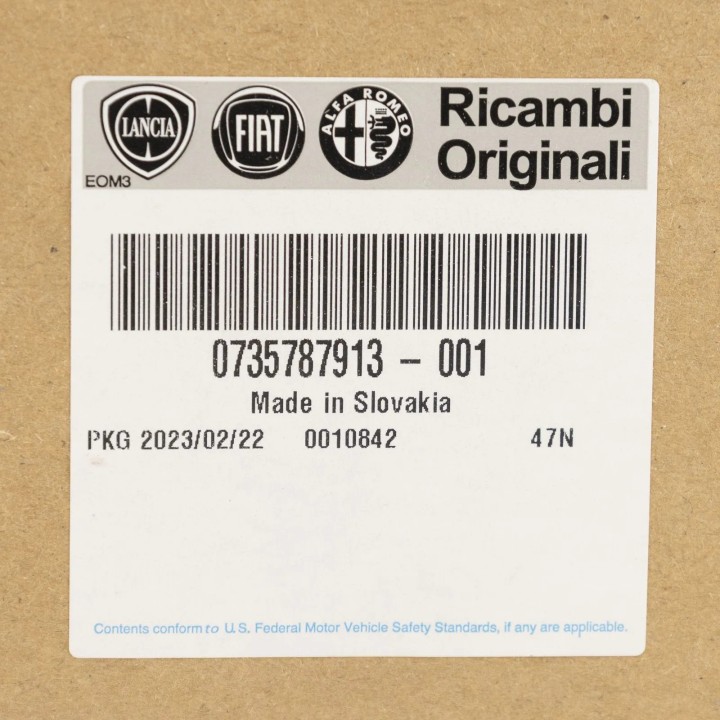 LANCIA
FIAT
ALFA ROMEO
Ricambi
Originali
EOM3
0735787913 - 001
Made in Slovakia
PKG 2023/02/22 0010842 47N
Contents conform to U.S. Federal Motor Vehicle Safety Standards, if any are applicable.